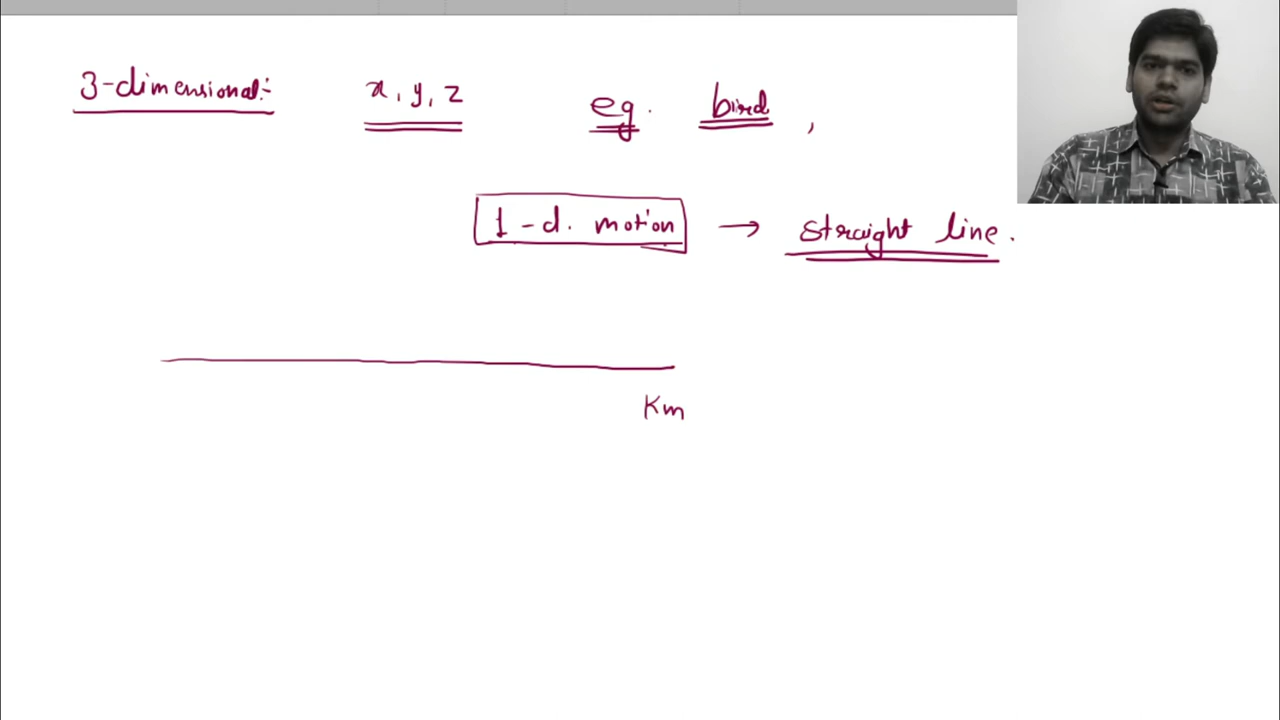 3-dimensional:- x, y, z eg. bird,
1-d. motion → straight line.
Km